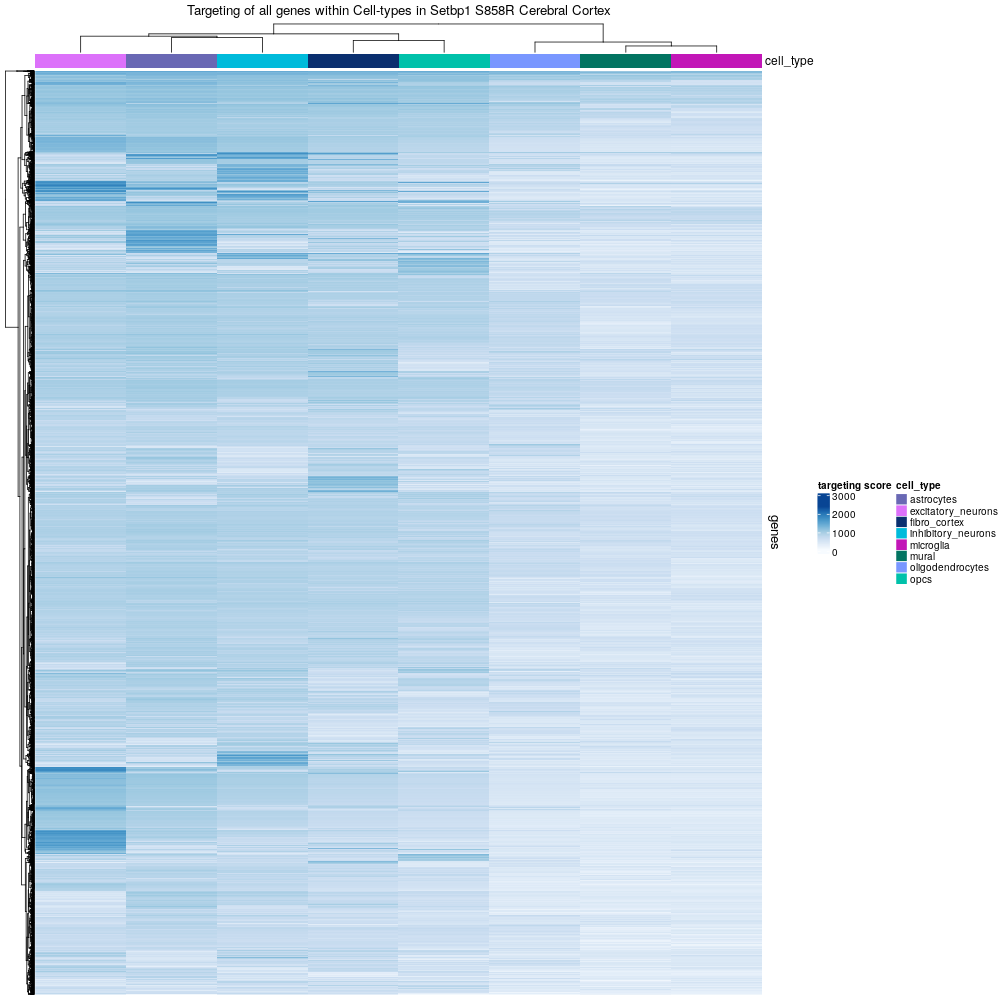 Targeting of all genes within Cell-types in Setbp1 S858R Cerebral Cortex
cell_type
genes
targeting score
3000
2000
1000
0
cell_type
astrocytes
excitatory_neurons
fibro_cortex
inhibitory_neurons
microglia
mural
oligodendrocytes
opcs